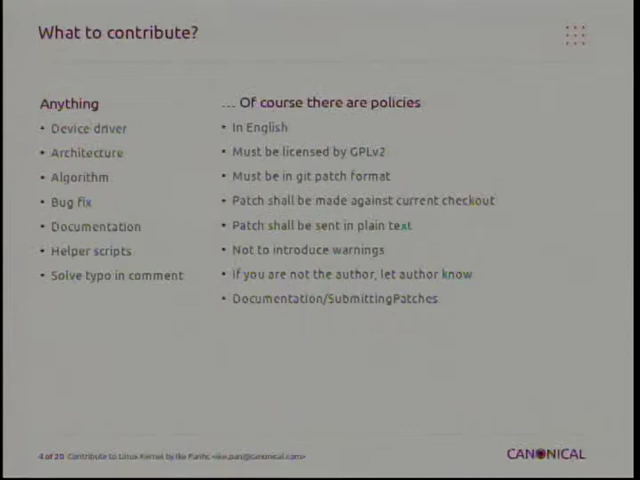 What to contribute?
Anything
• Device driver
• Architecture
• Algorithm
• Bug fix
• Documentation
• Helper scripts
• Solve typo in comment
... Of course there are policies
• In English
• Must be licensed by GPLv2
• Must be in git patch format
• Patch shall be made against current checkout
• Patch shall be sent in plain text
• Not to introduce warnings
• If you are not the author, let author know
• Documentation/SubmittingPatches
4 of 20 Contribute to Linux Kernel by Ike Panhc <ike.pan@canonical.com>
CANONICAL